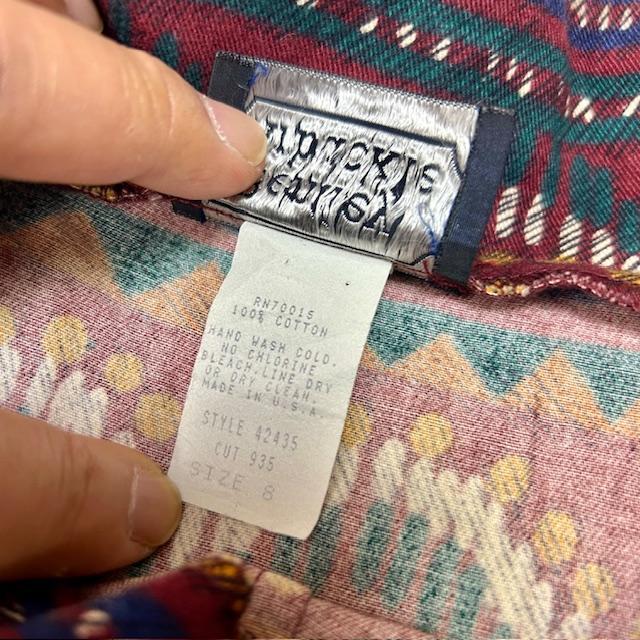 RN70015
100% COTTON
HAND WASH COLD.
NO CHLORINE
BLEACH.LINE DRY
OR DRY CLEAN.
MADE IN U.S.A
STYLE 42435
CUT 935
SIZE 8